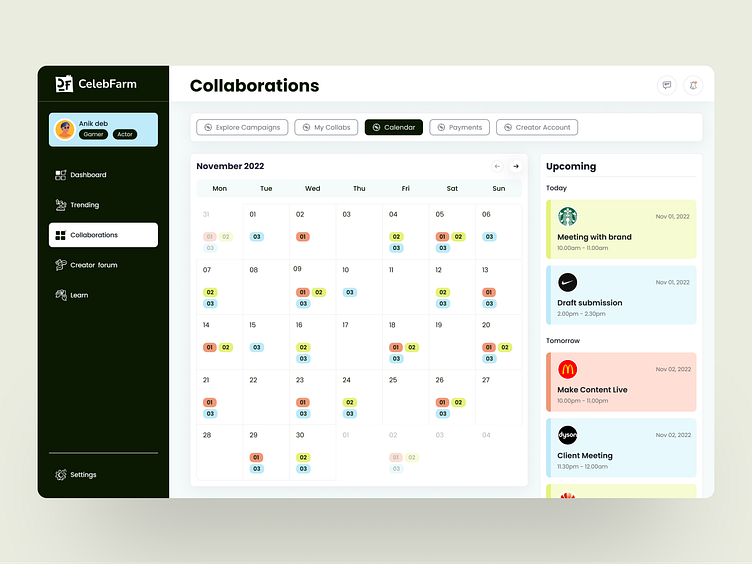 CelebFarm
Anik deb
Gamer Actor
Dashboard
Trending
Collaborations
Creator forum
Learn
Settings
Collaborations
Explore Campaigns My Collabs Calendar Payments Creator Account
November 2022
Mon Tue Wed Thu Fri Sat Sun
31 01 02 03 04 05 06
01 02 03 01 02 01 02 03
03 03 03
07 08 09 10 11 12 13
02 01 02 03 02 01
03 03 03 03
14 15 16 17 18 19 20
01 02 03 02 01 02 01 02
03 03 03
21 22 23 24 25 26 27
01 01 02 01 02
03 03 03 03
28 29 30 01 02 03 04
01 02 01 02
03 03 03
Upcoming
Today
Nov 01, 2022
Meeting with brand
10.00am - 11.00am
Nov 01, 2022
Draft submission
2.00pm - 2.30pm
Tomorrow
Nov 02, 2022
Make Content Live
10.00pm - 11.00pm
dyson
Nov 02, 2022
Client Meeting
11.30pm - 12.00am